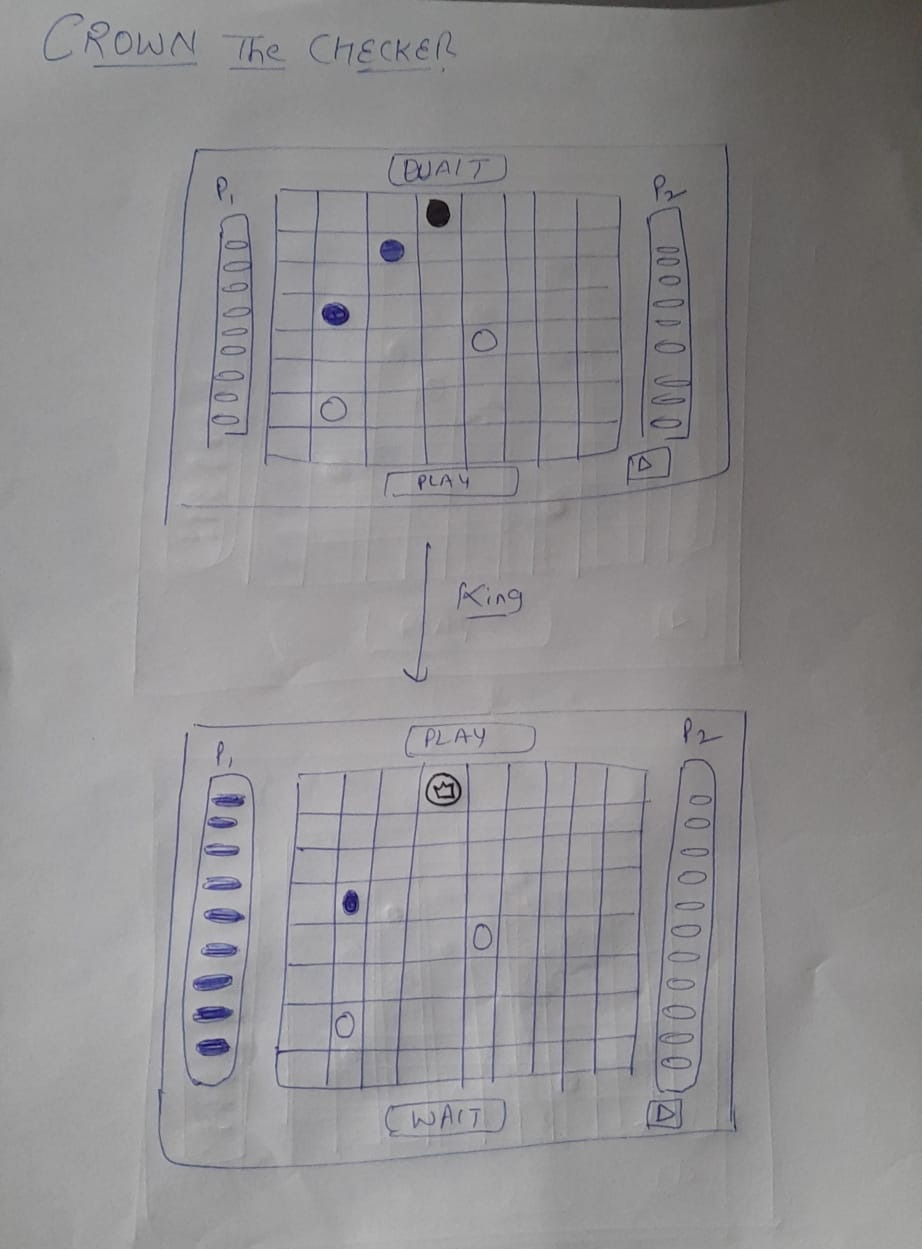 CROWN The CHECKER
WAIT
P1
P2
PLAY
King
PLAY
P1
P2
WAIT